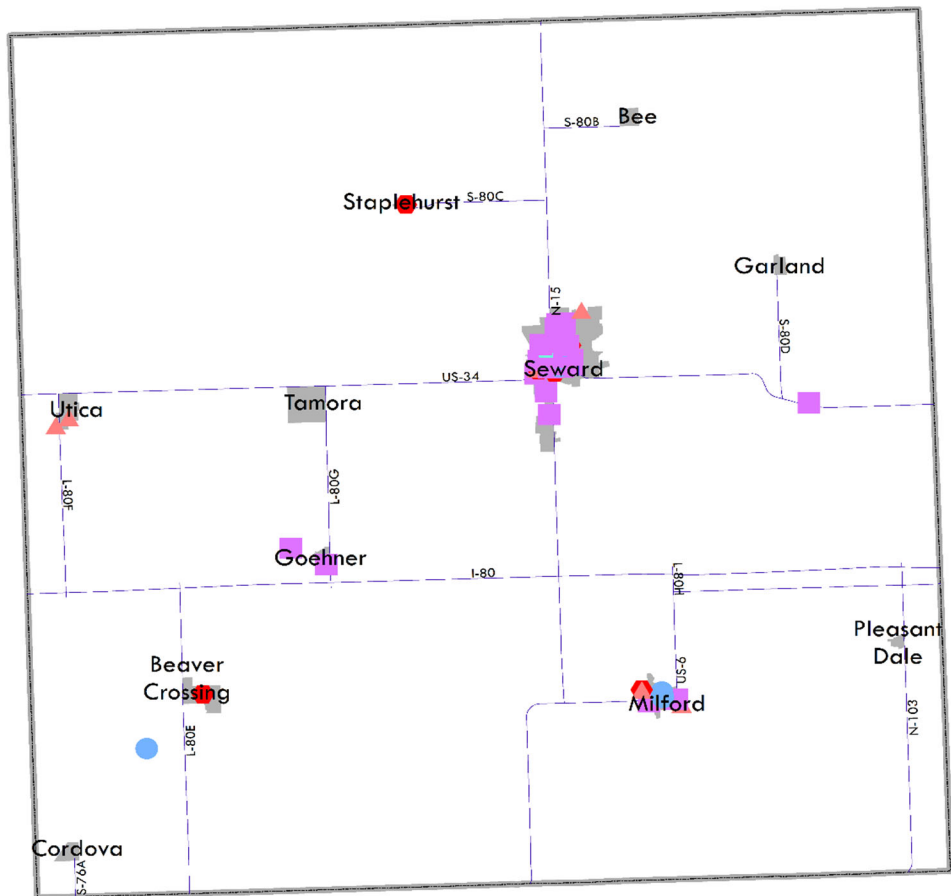 Bee
S-80B
Staplehurst
S-80C
Garland
N-15
S-80D
Seward
US-34
Utica
Tamora
L-80F
L-80G
Goehner
I-80
L-80H
Pleasant
Dale
Beaver
Crossing
US-6
Milford
N-103
L-80E
Cordova
S-76A